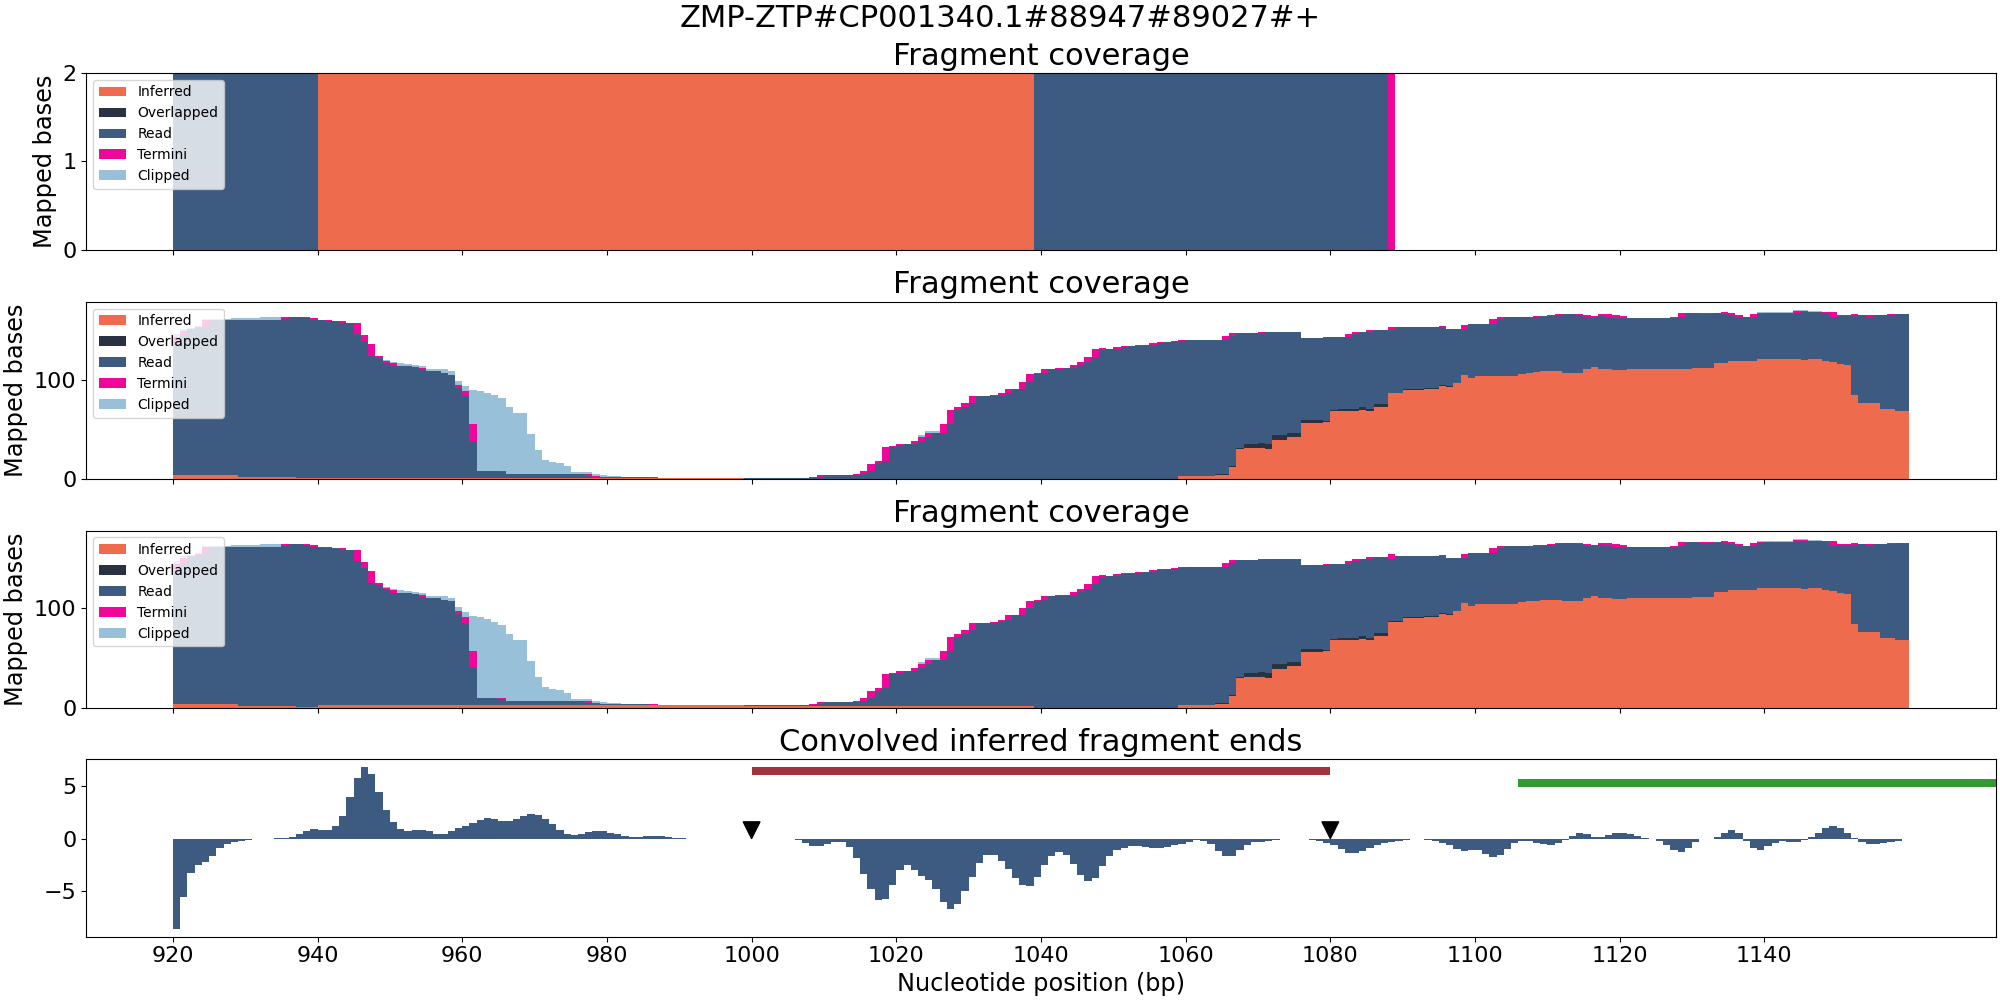 ZMP-ZTP#CP001340.1#88947#89027#+
Fragment coverage
Mapped bases
2
1
0
Inferred
Overlapped
Read
Termini
Clipped
920
940
960
980
1000
1020
1040
1060
1080
1100
1120
1140
Fragment coverage
Mapped bases
100
0
Inferred
Overlapped
Read
Termini
Clipped
Fragment coverage
Mapped bases
100
0
Inferred
Overlapped
Read
Termini
Clipped
Convolved inferred fragment ends
5
0
−5
Nucleotide position (bp)